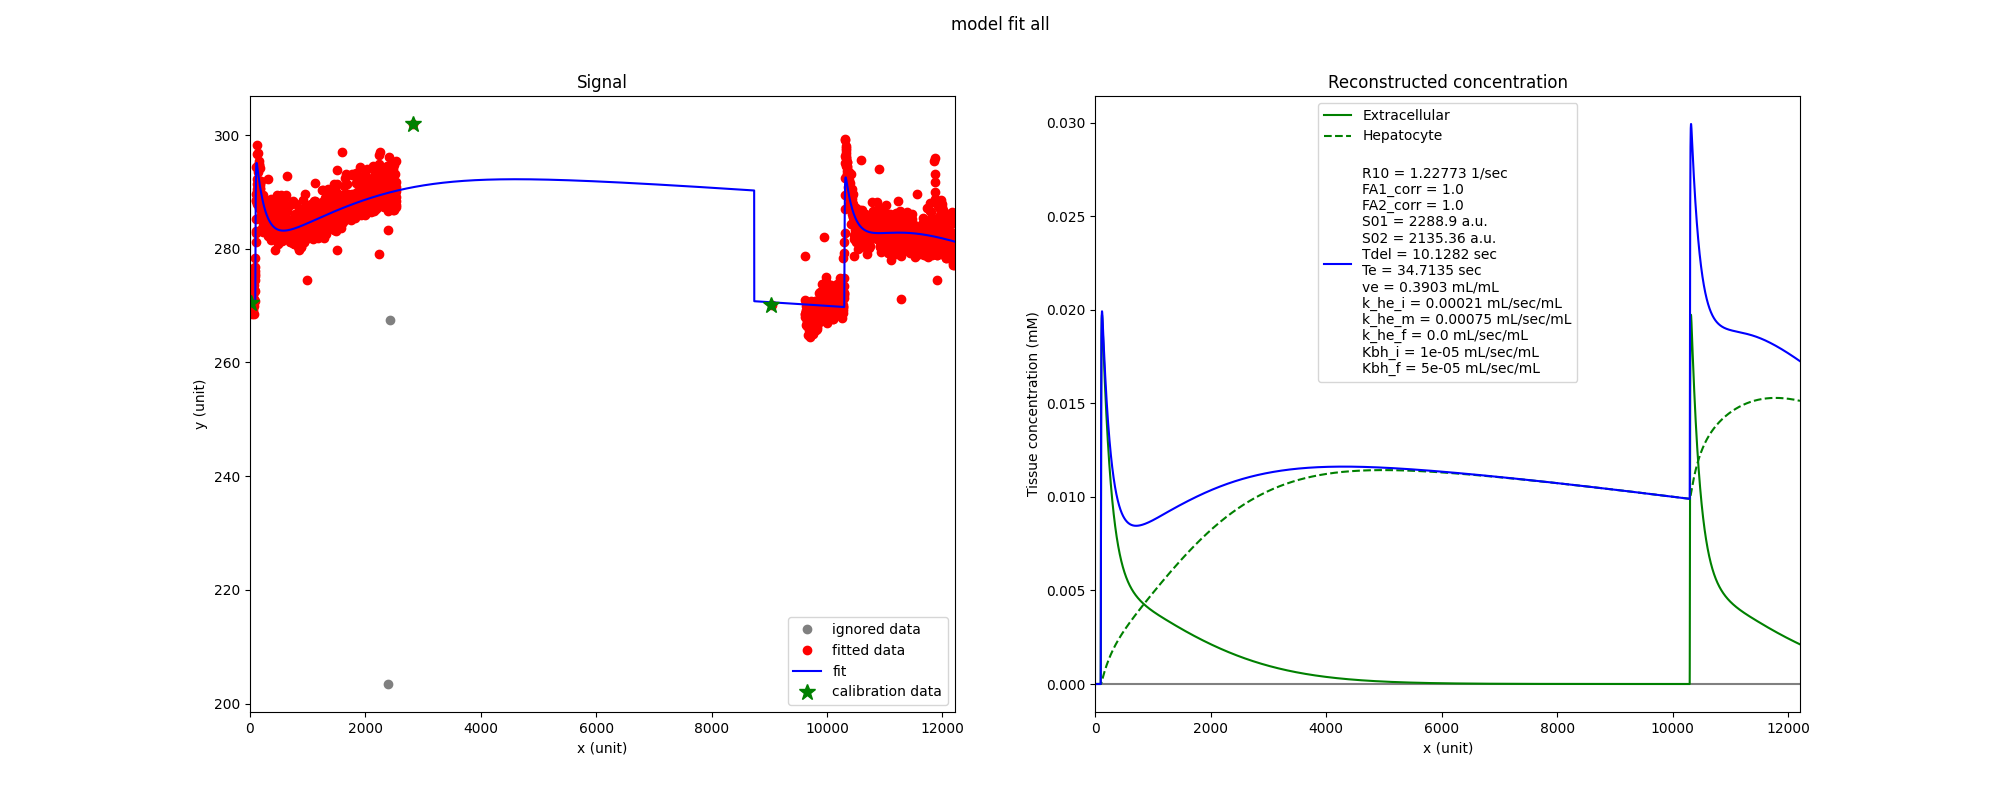 model fit all
Signal
300
280
260
240
220
200
y (unit)
0 2000 4000 6000 8000 10000 12000
x (unit)
ignored data
fitted data
fit
calibration data
Reconstructed concentration
0.030
0.025
0.020
0.015
0.010
0.005
0.000
Tissue concentration (mM)
0 2000 4000 6000 8000 10000 12000
x (unit)
Extracellular
Hepatocyte
R10 = 1.22773 1/sec
FA1_corr = 1.0
FA2_corr = 1.0
S01 = 2288.9 a.u.
S02 = 2135.36 a.u.
Tdel = 10.1282 sec
Te = 34.7135 sec
ve = 0.3903 mL/mL
k_he_i = 0.00021 mL/sec/mL
k_he_m = 0.00075 mL/sec/mL
k_he_f = 0.0 mL/sec/mL
Kbh_i = 1e-05 mL/sec/mL
Kbh_f = 5e-05 mL/sec/mL